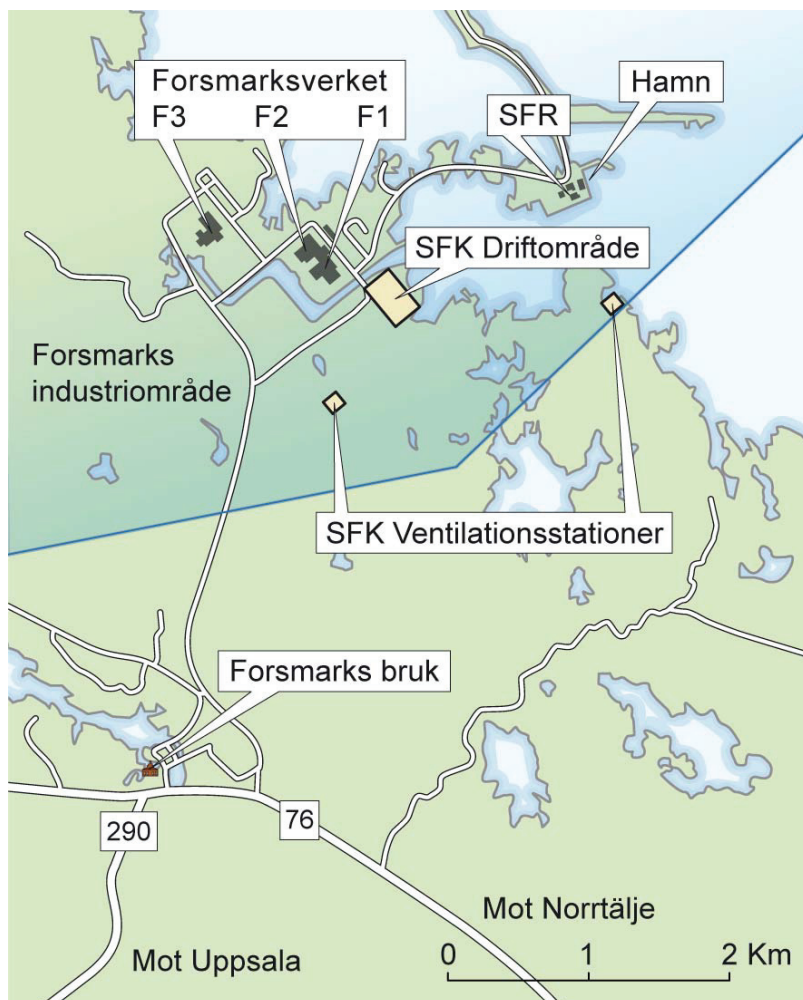 Forsmarksverket
F3 F2 F1
Hamn
SFR
SFK Driftområde
Forsmarks
industriområde
SFK Ventilationsstationer
Forsmarks bruk
290
76
Mot Norrtälje
Mot Uppsala
0 1 2 Km